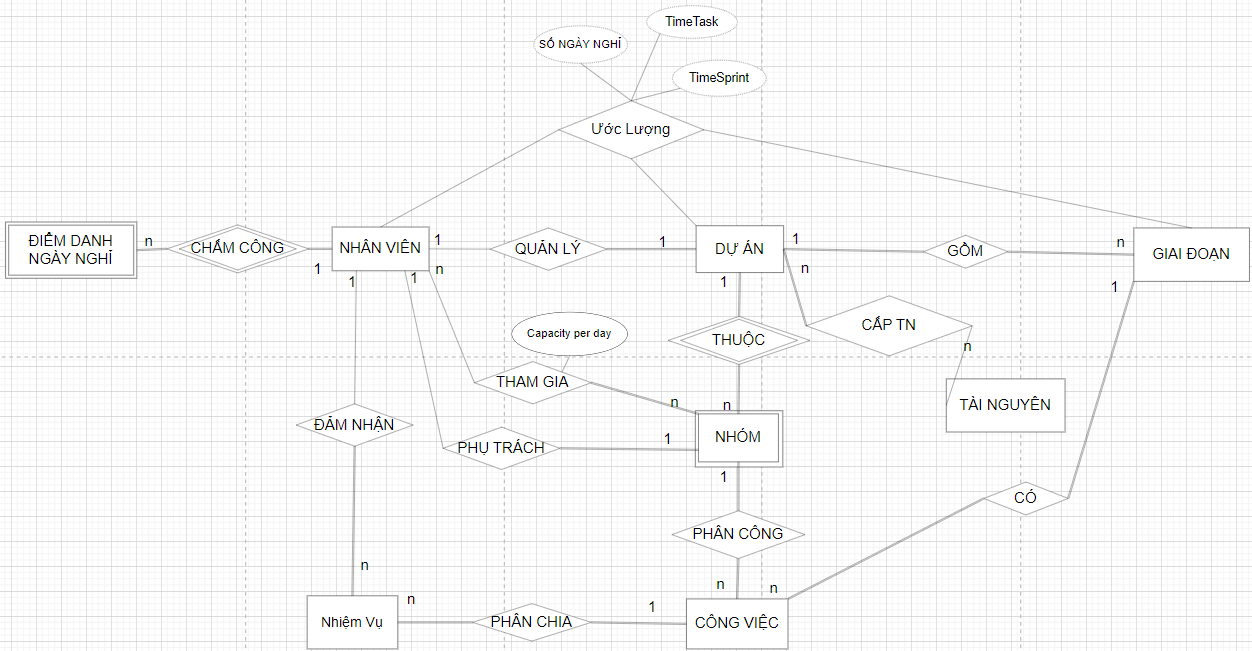 TimeTask
SỐ NGÀY NGHỈ
TimeSprint
Ước Lượng
ĐIỂM DANH
NGÀY NGHỈ
n
CHẤM CÔNG
1
NHÂN VIÊN
1
QUẢN LÝ
1
DỰ ÁN
1
GỒM
n
GIAI ĐOẠN
1
1
n
1
n
1
CẤP TN
n
TÀI NGUYÊN
Capacity per day
THUỘC
THAM GIA
n
n
ĐẢM NHẬN
PHỤ TRÁCH
1
NHÓM
1
CÓ
PHÂN CÔNG
n
n
n
n
1
Nhiệm Vụ
PHÂN CHIA
CÔNG VIỆC